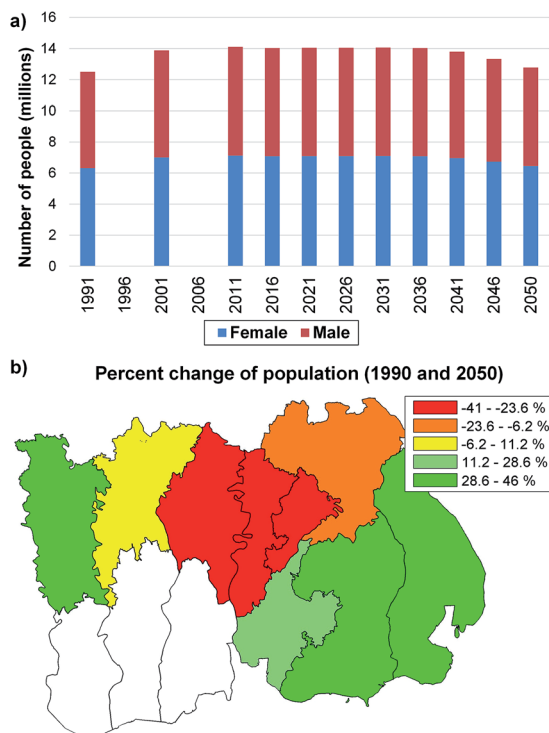 a)
Number of people (millions)
16
14
12
10
8
6
4
2
0
1991 1996 2001 2006 2011 2016 2021 2026 2031 2036 2041 2046 2050
Female Male
b)
Percent change of population (1990 and 2050)
-41 - -23.6 %
-23.6 - -6.2 %
-6.2 - 11.2 %
11.2 - 28.6 %
28.6 - 46 %